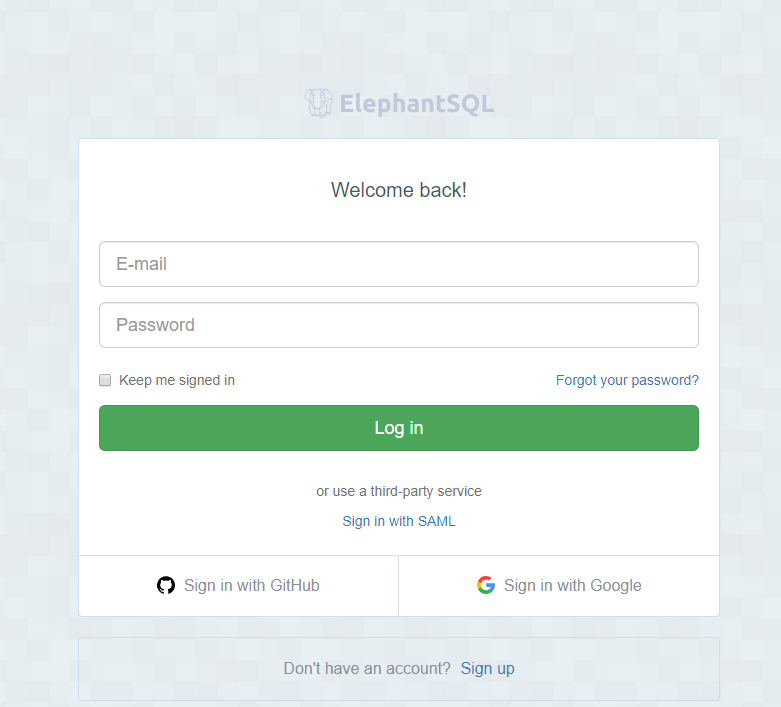 ElephantSQL
Welcome back!
E-mail
Password
Keep me signed in
Forgot your password?
Log in
or use a third-party service
Sign in with SAML
Sign in with GitHub
Sign in with Google
Don't have an account? Sign up